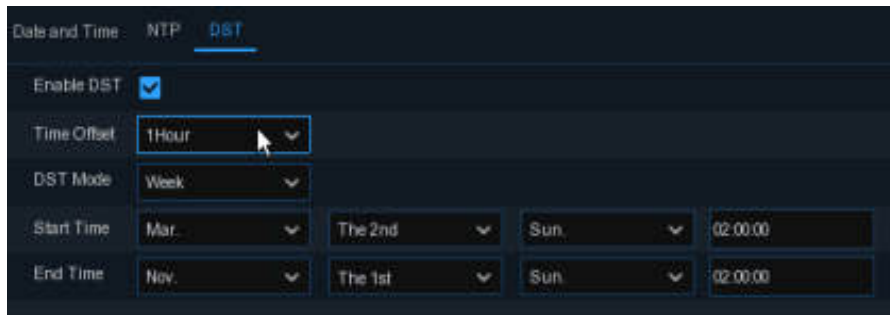 Date and Time NTP DST
Enable DST
Time Offset 1Hour
DST Mode Week
Start Time Mar. The 2nd Sun. 02:00:00
End Time Nov. The 1st Sun. 02:00:00